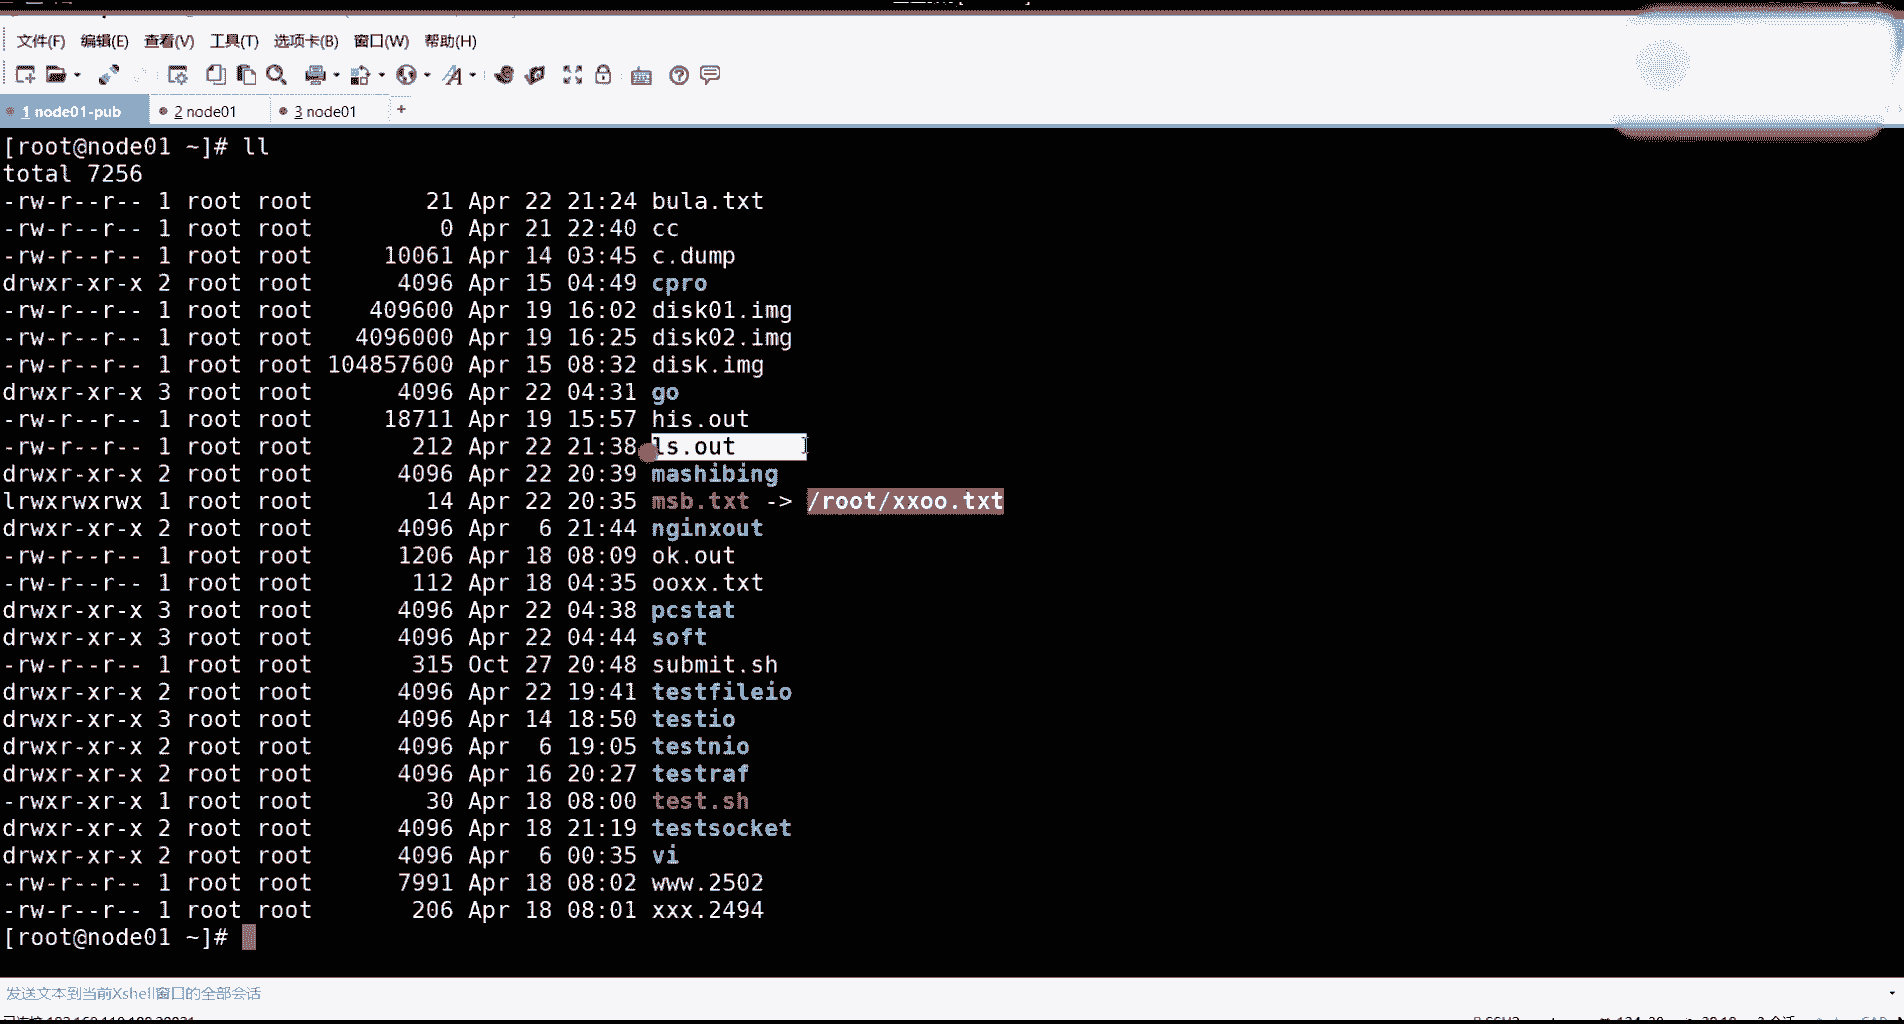 文件(F) 编辑(E) 查看(V) 工具(T) 选项卡(B) 窗口(W) 帮助(H)
1 node01-pub 2 node01 3 node01 +
[root@node01 ~]# ll
total 7256
-rw-r--r-- 1 root root        21 Apr 22 21:24 bula.txt
-rw-r--r-- 1 root root         0 Apr 21 22:40 cc
-rw-r--r-- 1 root root     10061 Apr 14 03:45 c.dump
drwxr-xr-x 2 root root      4096 Apr 15 04:49 cpro
-rw-r--r-- 1 root root    409600 Apr 19 16:02 disk01.img
-rw-r--r-- 1 root root   4096000 Apr 19 16:25 disk02.img
-rw-r--r-- 1 root root 104857600 Apr 15 08:32 disk.img
drwxr-xr-x 3 root root      4096 Apr 22 04:31 go
-rw-r--r-- 1 root root     18711 Apr 19 15:57 his.out
-rw-r--r-- 1 root root       212 Apr 22 21:38 ls.out
drwxr-xr-x 2 root root      4096 Apr 22 20:39 mashibing
lrwxrwxrwx 1 root root        14 Apr 22 20:35 msb.txt -> /root/xxoo.txt
drwxr-xr-x 2 root root      4096 Apr  6 21:44 nginxout
-rw-r--r-- 1 root root      1206 Apr 18 08:09 ok.out
-rw-r--r-- 1 root root       112 Apr 18 04:35 ooxx.txt
drwxr-xr-x 3 root root      4096 Apr 22 04:38 pcstat
drwxr-xr-x 3 root root      4096 Apr 22 04:44 soft
-rw-r--r-- 1 root root       315 Oct 27 20:48 submit.sh
drwxr-xr-x 2 root root      4096 Apr 22 19:41 testfileio
drwxr-xr-x 3 root root      4096 Apr 14 18:50 testio
drwxr-xr-x 2 root root      4096 Apr  6 19:05 testnio
drwxr-xr-x 2 root root      4096 Apr 16 20:27 testraf
-rwxr-xr-x 1 root root        30 Apr 18 08:00 test.sh
drwxr-xr-x 2 root root      4096 Apr 18 21:19 testsocket
drwxr-xr-x 2 root root      4096 Apr  6 00:35 vi
-rw-r--r-- 1 root root      7991 Apr 18 08:02 www.2502
-rw-r--r-- 1 root root       206 Apr 18 08:01 xxx.2494
[root@node01 ~]#
发送文本到当前Xshell窗口的全部会话